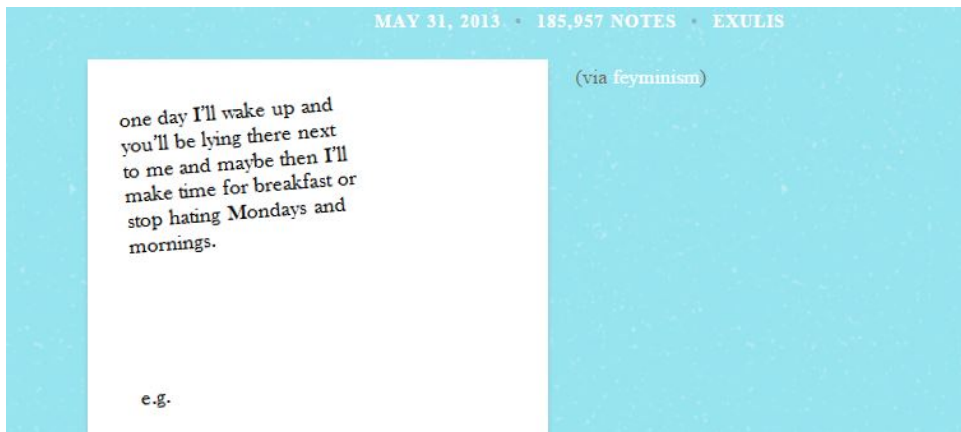 MAY 31, 2013 • 185,957 NOTES • EXULIS
(via feyminism)
one day I'll wake up and
you'll be lying there next
to me and maybe then I'll
make time for breakfast or
stop hating Mondays and
mornings.
e.g.